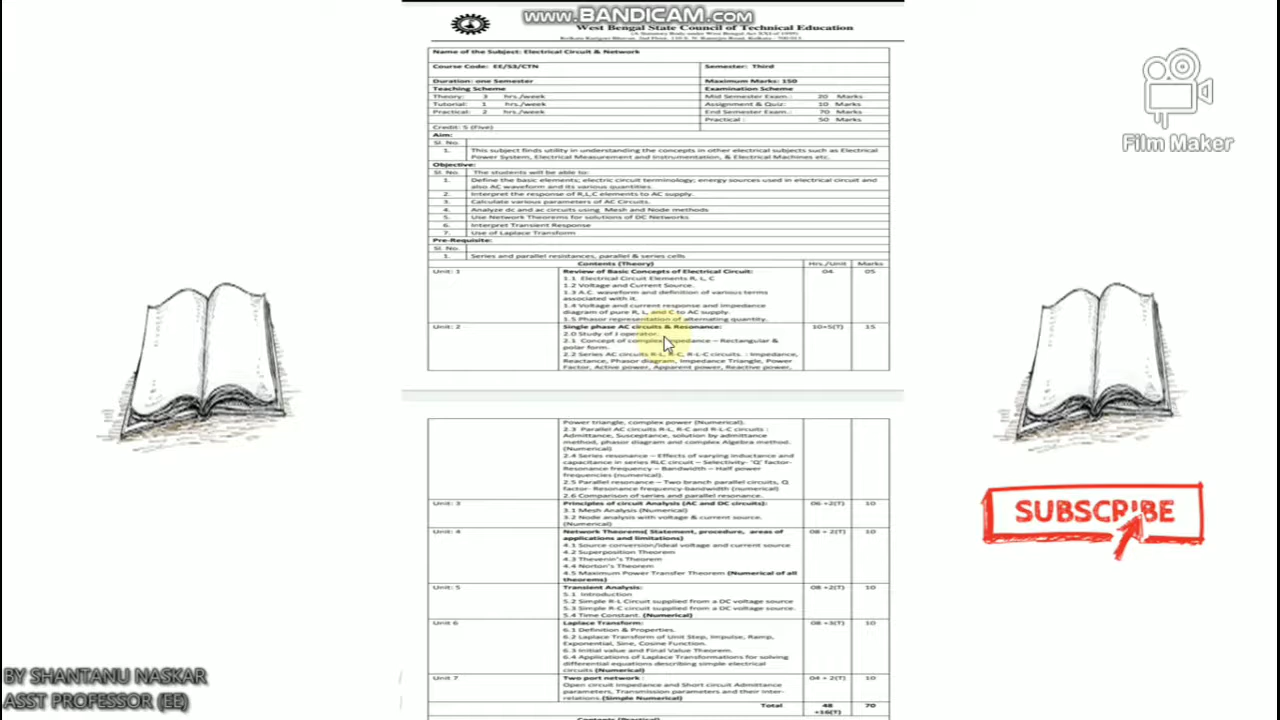 www.BANDICAM.com
West Bengal State Council of Technical Education
Name of the Subject: Electrical Circuit & Network
Course Code: EE/S3/CTN Semester: Third
Duration: one Semester Maximum Marks: 150
Teaching Scheme Examination Scheme
Theory: 3 hrs./week Mid Semester Exam.: 20 Marks
Tutorial: 1 hrs./week Assignment & Quiz: 10 Marks
Practical: 2 hrs./week End Semester Exam.: 70 Marks
Practical : 50 Marks
Credit: 5 (Five)
Aim:
Sl. No.
1. This subject finds utility in understanding the concepts in other electrical subjects such as Electrical
Power System, Electrical Measurement and Instrumentation, & Electrical Machines etc.
Objective:
Sl. No. The students will be able to:
1. Define the basic elements; electric circuit terminology; energy sources used in electrical circuit and
also AC waveform and its various quantities.
2. Interpret the response of R,L,C elements to AC supply.
3. Calculate various parameters of AC Circuits.
4. Analyze dc and ac circuits using Mesh and Node methods
5. Use Network Theorems for solutions of DC Networks
6. Interpret Transient Response
7. Use of Laplace Transform
Pre-Requisite:
Sl. No.
1. Series and parallel resistances, parallel & series cells
Contents (Theory) Hrs./Unit Marks
Unit: 1 Review of Basic Concepts of Electrical Circuit: 04 05
1.1 Electrical Circuit Elements R, L, C
1.2 Voltage and Current Source.
1.3 A.C. waveform and definition of various terms
associated with it.
1.4 Voltage and current response and impedance
diagram of pure R, L, and C to AC supply.
1.5 Phasor representation of alternating quantity.
Unit: 2 Single phase AC circuits & Resonance: 10+5(T) 15
2.0 Study of J operator.
2.1 Concept of complex impedance – Rectangular &
polar form.
2.2 Series AC circuits R-L, R-C, R-L-C circuits. : Impedance,
Reactance, Phasor diagram, Impedance Triangle, Power
Factor, Active power, Apparent power, Reactive power,
Power triangle, complex power (Numerical).
2.3 Parallel AC circuits R-L, R-C and R-L-C circuits :
Admittance, Susceptance, solution by admittance
method, phasor diagram and complex Algebra method.
(Numerical)
2.4 Series resonance – Effects of varying inductance and
capacitance in series RLC circuit – Selectivity- 'Q' factor-
Resonance frequency – Bandwidth – Half power
frequencies (numerical).
2.5 Parallel resonance – Two branch parallel circuits, Q
factor- Resonance frequency-bandwidth (numerical)
2.6 Comparison of series and parallel resonance.
Unit: 3 Principles of circuit Analysis (AC and DC circuits): 06 +2(T) 10
3.1 Mesh Analysis (Numerical)
3.2 Node analysis with voltage & current source.
(Numerical)
Unit: 4 Network Theorems( Statement, procedure, areas of 08 + 2(T) 10
applications and limitations)
4.1 Source conversion/ideal voltage and current source
4.2 Superposition Theorem
4.3 Thevenin's Theorem
4.4 Norton's Theorem
4.5 Maximum Power Transfer Theorem (Numerical of all
theorems)
Unit: 5 Transient Analysis: 08 +2(T) 10
5.1 Introduction
5.2 Simple R-L Circuit supplied from a DC voltage source
5.3 Simple R-C circuit supplied from a DC voltage source.
5.4 Time Constant. (Numerical)
Unit 6 Laplace Transform: 08 +3(T) 10
6.1 Definition & Properties.
6.2 Laplace Transform of Unit Step, Impulse, Ramp,
Exponential, Sine, Cosine Function.
6.3 Initial value and Final Value Theorem.
6.4 Applications of Laplace Transformations for solving
differential equations describing simple electrical
circuits (Numerical)
Unit 7 Two port network : 04 + 2(T) 10
Open circuit Impedance and Short circuit Admittance
parameters, Transmission parameters and their inter-
relations.(Simple Numerical)
Total 48 70
+16(T)
Contents (Practical)
Film Maker
SUBSCRIBE
BY SHANTANU NASKAR
ASST PROFESSOR (EE)